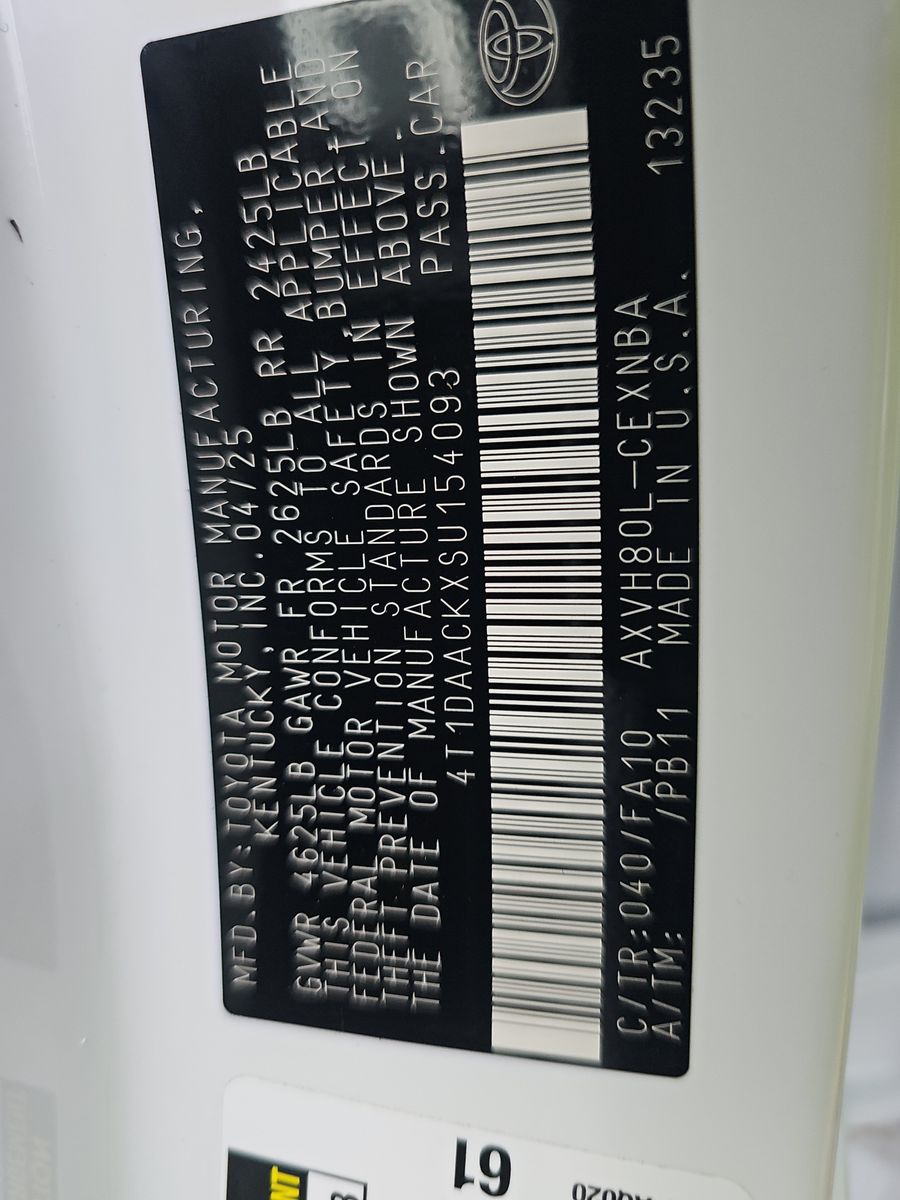 MFD.BY:TOYOTA MOTOR MANUFACTURING,
KENTUCKY, INC.04/25
GVWR 4625LB GAWR FR 2625LB RR 2425LB
THIS VEHICLE CONFORMS TO ALL APPLICABLE
FEDERAL MOTOR VEHICLE SAFETY,BUMPER AND
THEFT PREVENTION STANDARDS IN EFFECT ON
THE DATE OF MANUFACTURE SHOWN ABOVE.
4T1DAACKXSU154093 PASS.CAR
C/TR:040/FA10 AXVH80L-CEXNBA 13235
A/TM: /PB11 MADE IN U.S.A.
61